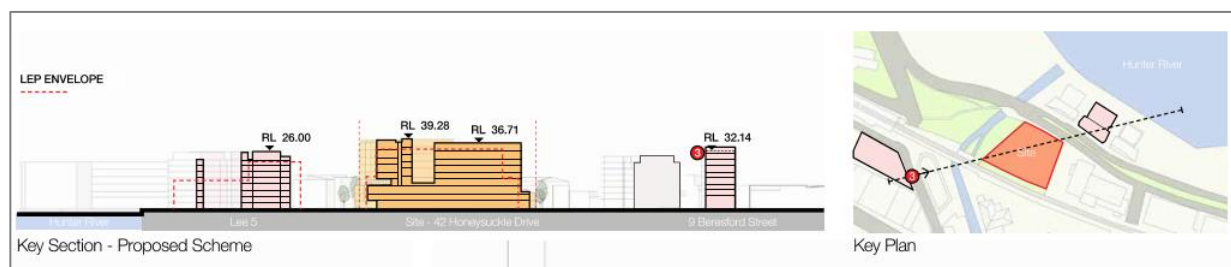 LEP ENVELOPE
RL 26.00
RL 39.28
RL 36.71
RL 32.14
3
Hunter River
Lee 5
Site - 42 Honeysuckle Drive
9 Beresford Street
Key Section - Proposed Scheme
Hunter River
Site
3
Key Plan